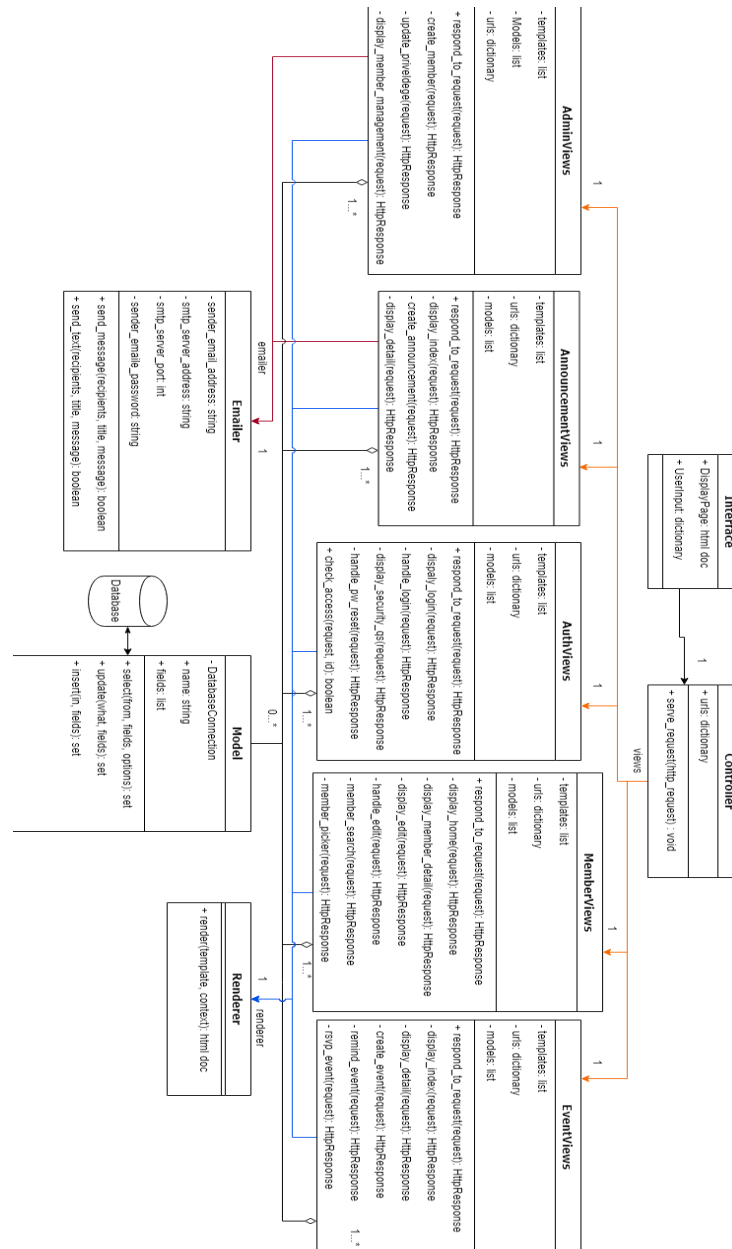 Interface
+ DisplayPage: html doc
+ UserInput: dictionary
1
Controller
+ urls: dictionary
+ serve_request(http_request) : void
views
1
1
1
1
1
AdminViews
- templates: list
- Models: list
- urls: dictionary
+ respond_to_request(request): HttpResponse
- create_member(request): HttpResponse
- update_priveldege(request): HttpResponse
- display_member_management(request): HttpResponse
1...*
AnnouncementViews
- templates: list
- urls: dictionary
- models: list
+ respond_to_request(request): HttpResponse
- display_index(request): HttpResponse
- create_announcement(request): HttpResponse
- display_detail(request): HttpResponse
1...*
AuthViews
- templates: list
- urls: dictionary
- models: list
+ respond_to_request(request): HttpResponse
- dispaly_login(request): HttpResponse
- handle_login(request): HttpResponse
- display_security_qs(request): HttpResponse
- handle_pw_reset(request): HttpResponse
+ check_access(request, id): boolean
1...*
MemberViews
- templates: list
- urls: dictionary
- models: list
+ respond_to_request(request): HttpResponse
- display_home(request): HttpResponse
- display_member_detail(request): HttpResponse
- display_edit(request): HttpResponse
- handle_edit(request): HttpResponse
- member_search(request): HttpResponse
- member_picker(request): HttpResponse
1...*
EventViews
- templates: list
- urls: dictionary
- models: list
+ respond_to_request(request): HttpResponse
- display_index(request): HttpResponse
- display_detail(request): HttpResponse
- create_event(request): HttpResponse
- remind_event(request): HttpResponse
- rsvp_event(request): HttpResponse
1...*
emailer
1
Emailer
- sender_email_address: string
- smtp_server_address: string
- smtp_server_port: int
- sender_emaile_password: string
+ send_message(recipients, title, message): boolean
+ send_text(recipients, title, message): boolean
Database
0...*
Model
- DatabaseConnection
+ name: string
+ fields: list
+ select(from, fields, options): set
+ update(what, fields): set
+ insert(in, fields): set
1
renderer
Renderer
+ render(template, context): html doc